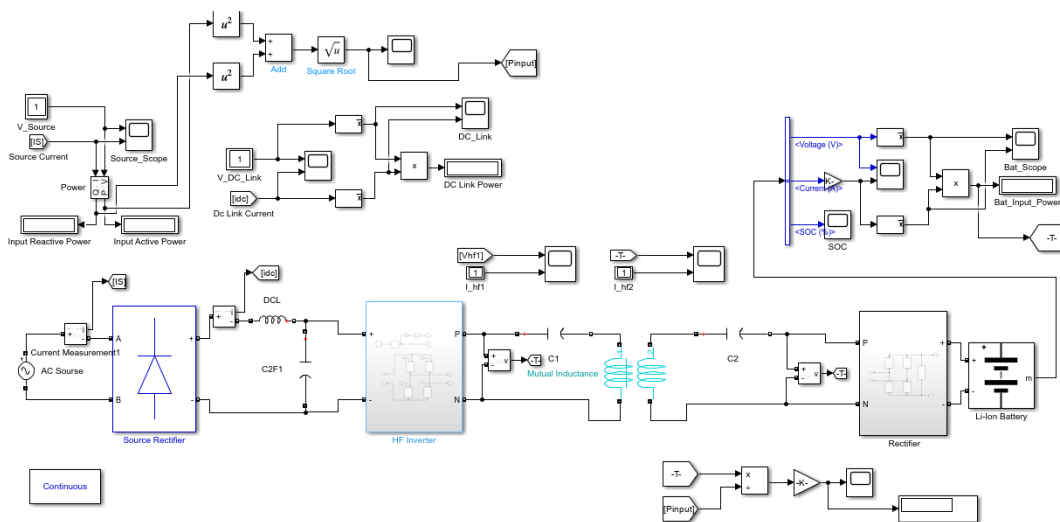 u²
u²
+
+
Add
√u
Square Root
[Pinput]
1
V_Source
[IS]
Source Current
Source_Scope
Power
I
V
P
Q
Input Reactive Power
Input Active Power
1
V_DC_Link
[idc]
Dc Link Current
x
x
DC_Link
×
DC Link Power
<Voltage (V)>
<Current (A)>
<SOC (%)>
K-
SOC
x
x
×
Bat_Scope
Bat_Input_Power
-T-
[Vhf1]
1
I_hf1
-T-
1
I_hf2
[IS]
+
-
i
Current Measurement1
AC Sourse
A
B
+
-
Source Rectifier
[idc]
+
-
i
DCL
C2F1
+
-
P
N
HF Inverter
+
-
v
-T-
C1
1
2
Mutual Inductance
C2
+
-
v
-T-
P
N
+
-
Rectifier
+
+
-
m
Li-Ion Battery
Continuous
-T-
[Pinput]
×
÷
-K-